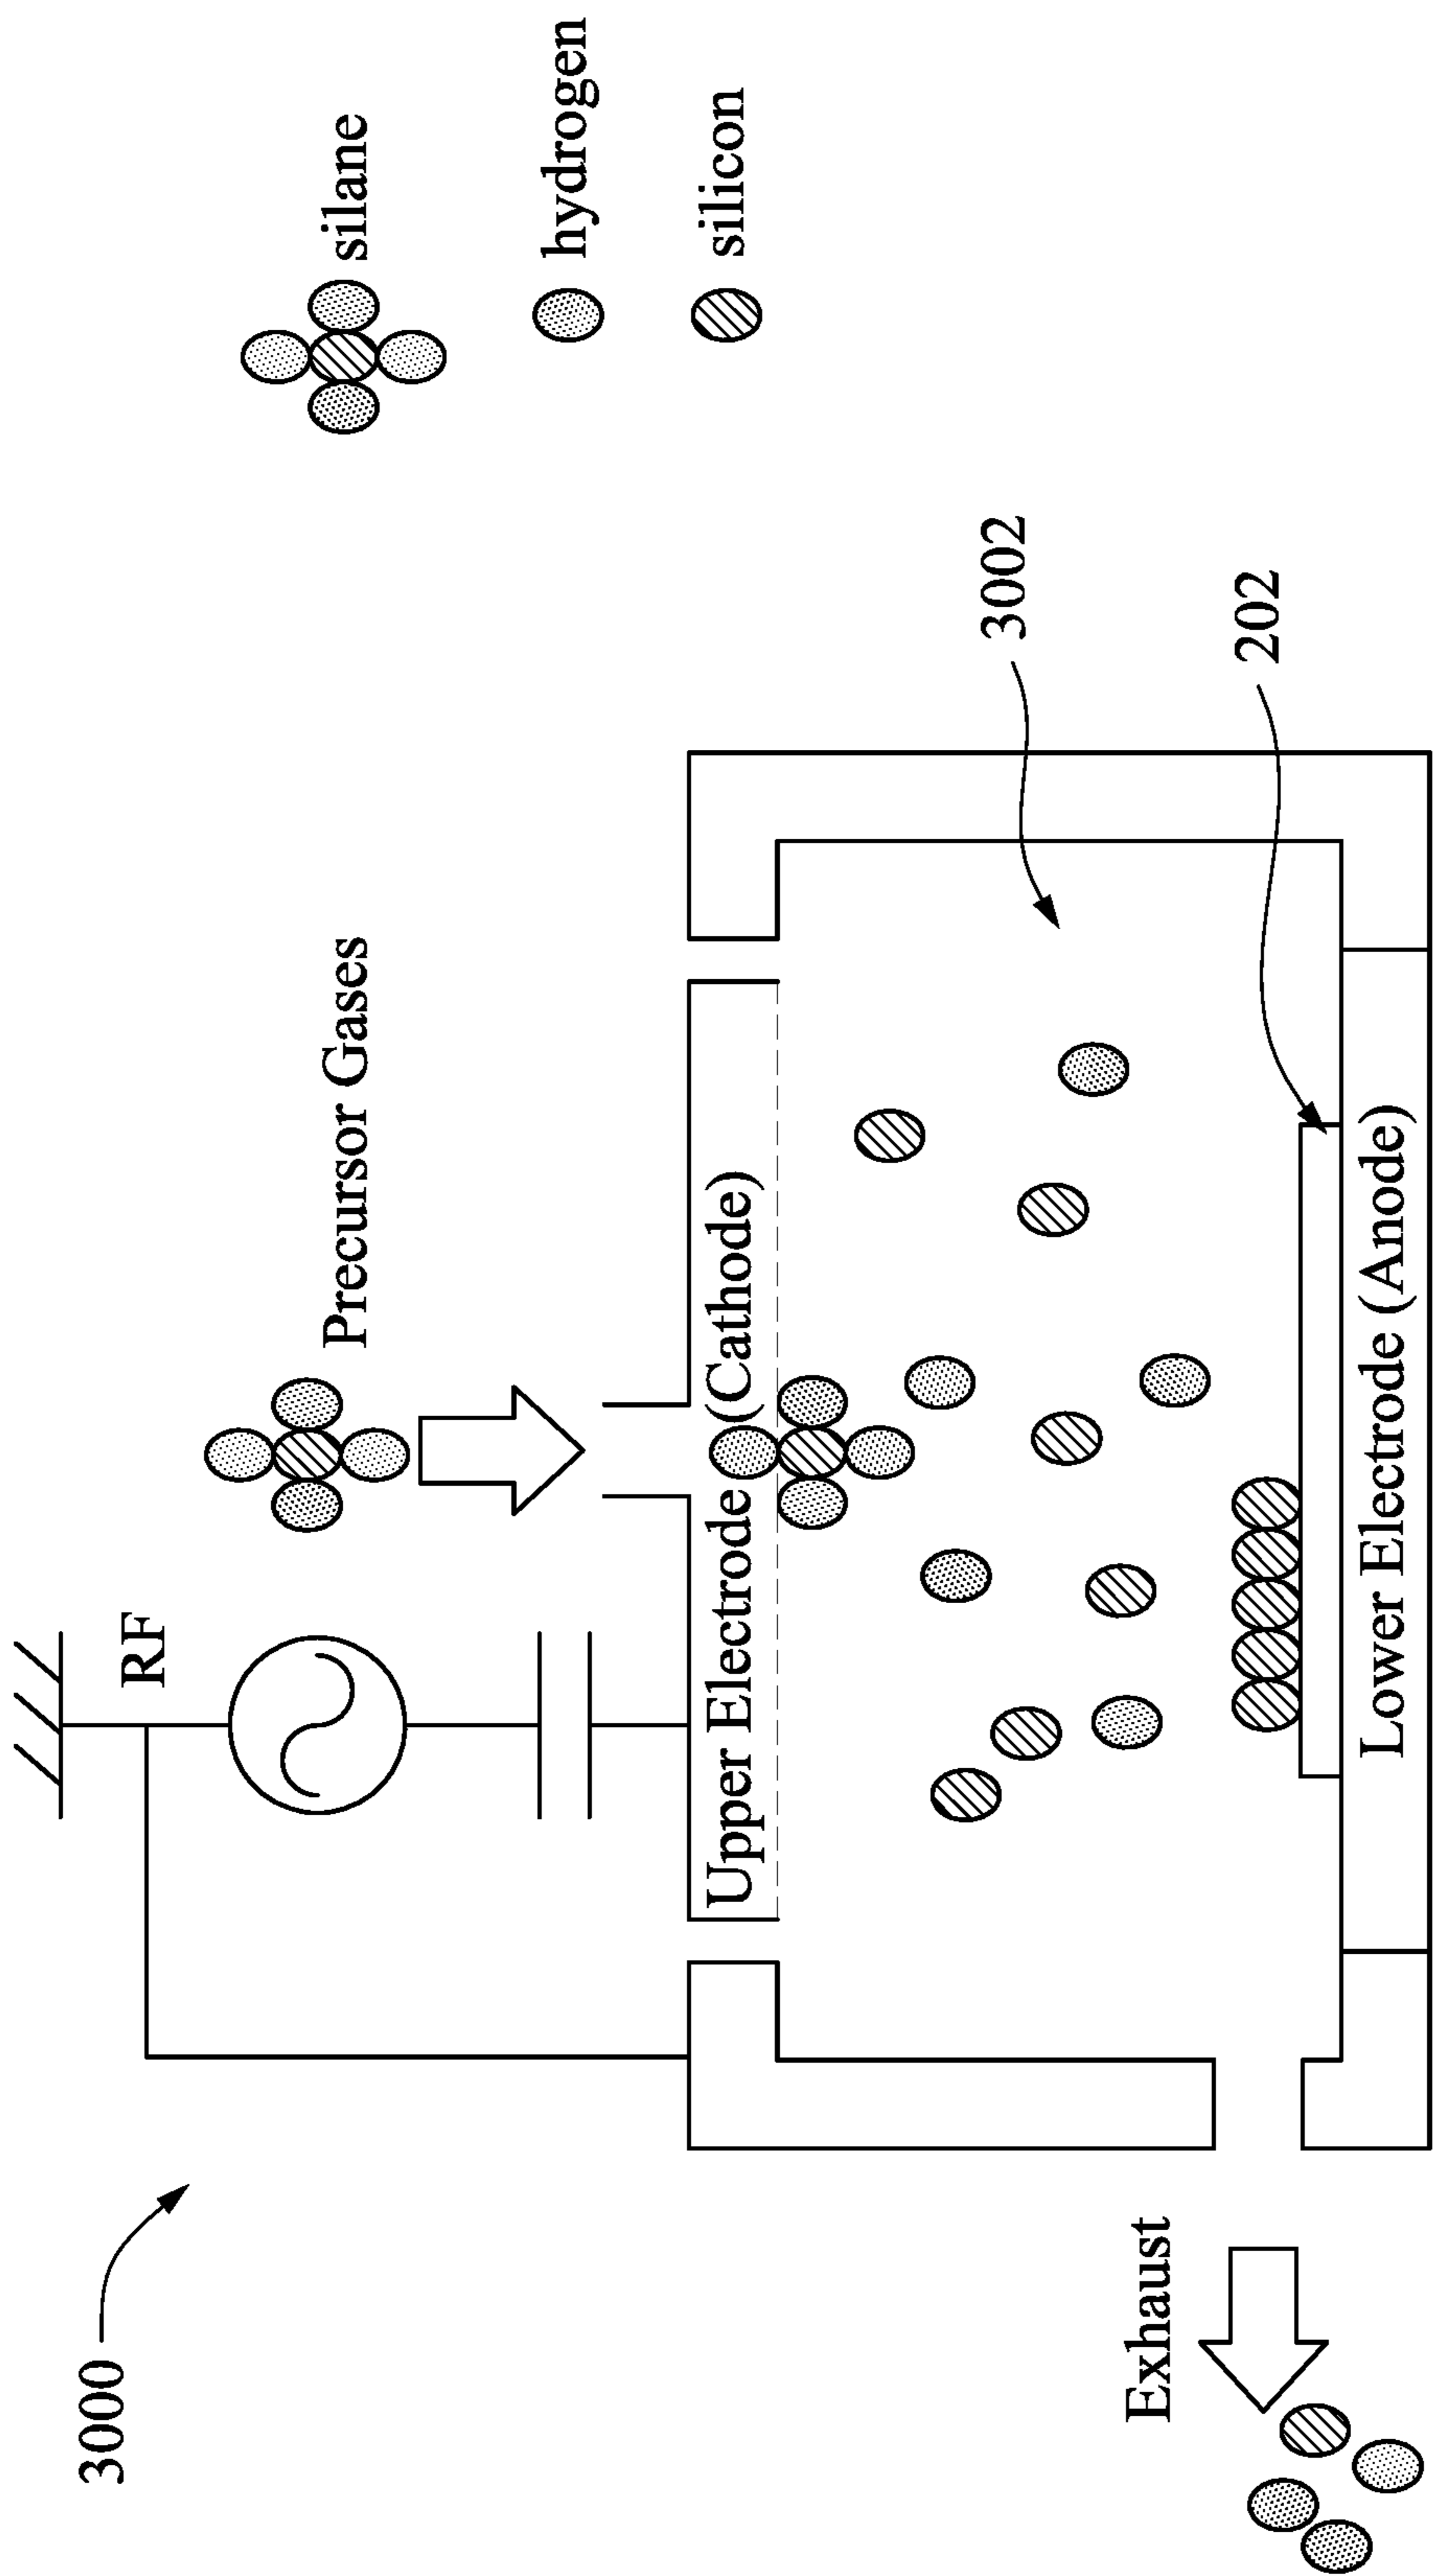 3000
RF
Precursor Gases
silane
hydrogen
silicon
Upper Electrode (Cathode)
3002
202
Exhaust
Lower Electrode (Anode)